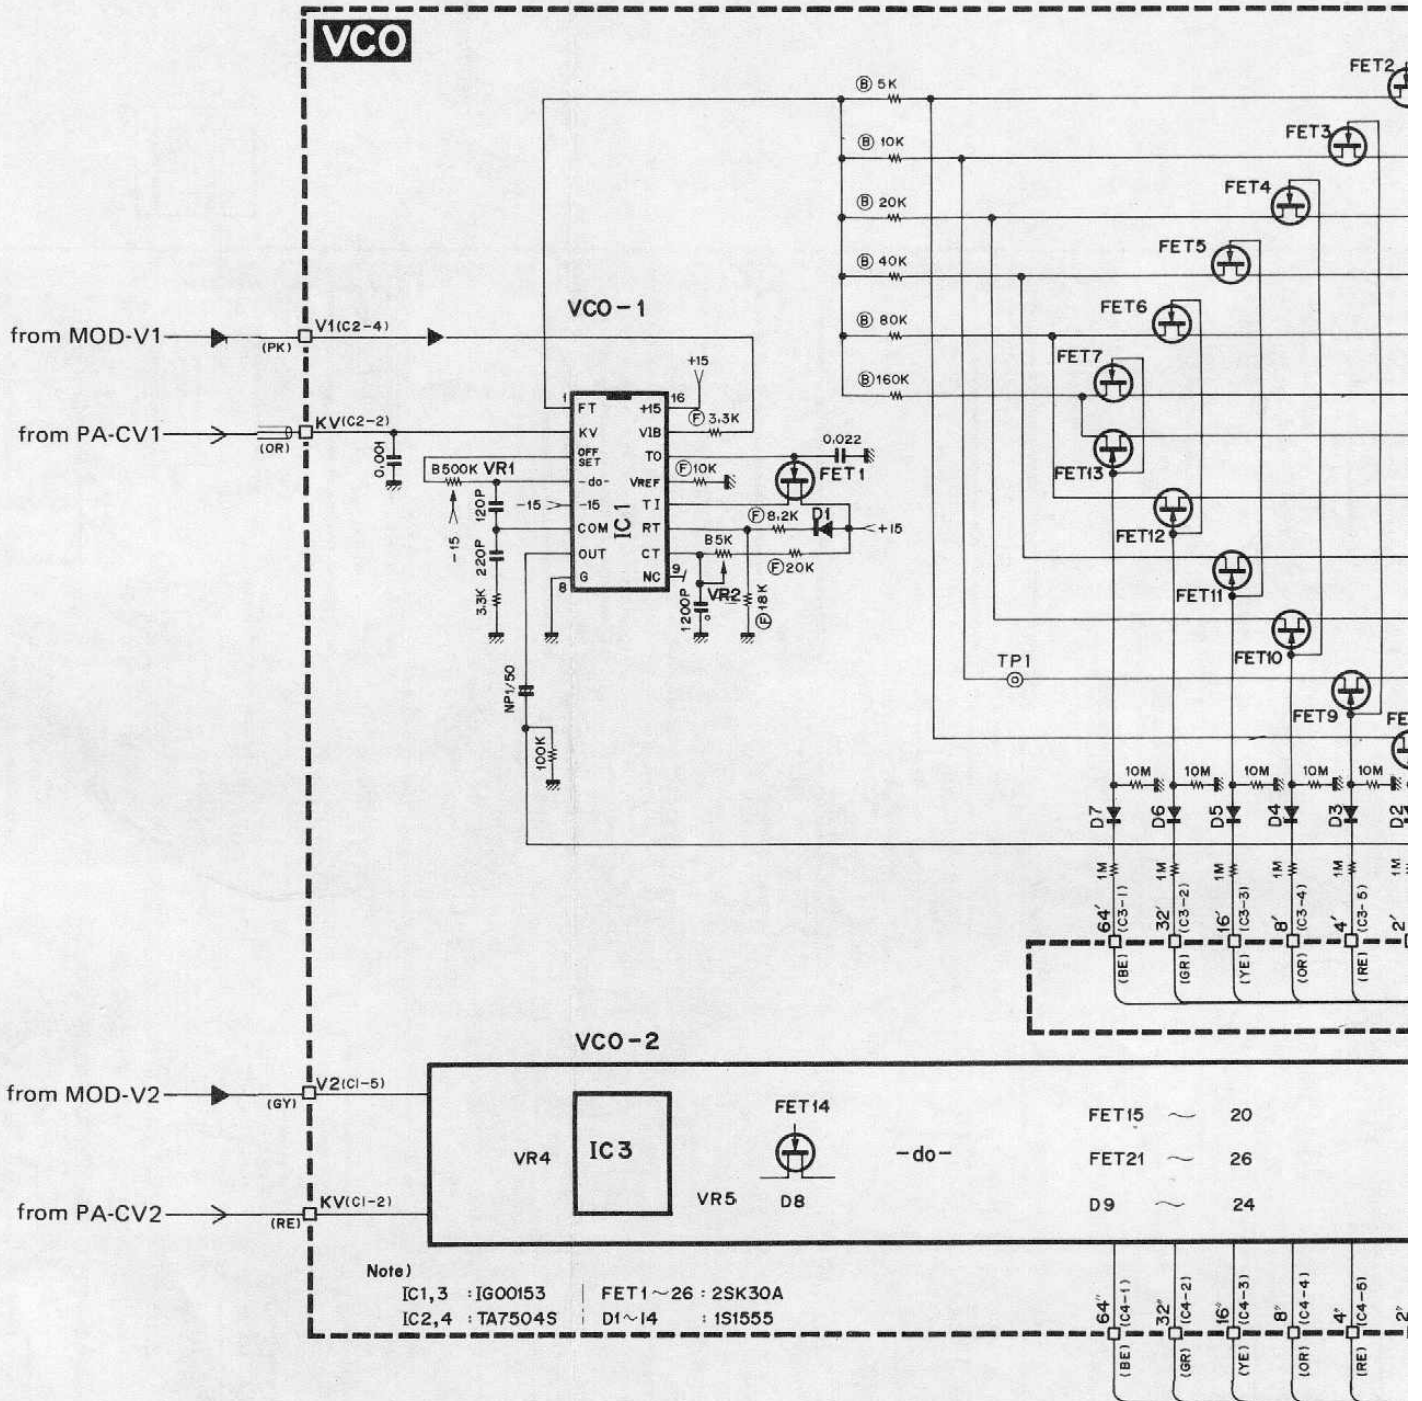 VCO
FET2
Ⓑ 5K
FET3
Ⓑ 10K
FET4
Ⓑ 20K
FET5
Ⓑ 40K
VCO-1
FET6
Ⓑ 80K
from MOD-V1
V1(C2-4)
(PK)
FET7
+15
Ⓑ160K
1
16
FT
+15
Ⓕ 3.3K
from PA-CV1
KV(C2-2)
(OR)
KV
VIB
0.022
0.001
OFF
SET
TO
FET1
FET13
B500K VR1
-do-
VREF
Ⓕ10K
120P
-15
-15
TI
IC1
COM
RT
Ⓕ8.2K
D1
+15
FET12
-15
220P
OUT
CT
B5K
Ⓕ20K
8
G
NC
9
VR2
FET11
3.3K
1200P
Ⓕ18K
FET10
TP1
NP1/50
FET9
FE
100K
10M
10M
10M
10M
10M
D7
D6
D5
D4
D3
D2
1M
1M
1M
1M
1M
1M
64'
(C3-1)
32'
(C3-2)
16'
(C3-3)
8'
(C3-4)
4'
(C3-5)
2'
(BE)
(GR)
(YE)
(OR)
(RE)
VCO-2
from MOD-V2
V2(C1-5)
(GY)
FET14
FET15 ~ 20
VR4
IC3
-do-
FET21 ~ 26
VR5
D8
D9 ~ 24
from PA-CV2
KV(C1-2)
(RE)
Note)
IC1,3 : IG00153
FET1~26 : 2SK30A
IC2,4 : TA7504S
D1~14 : 1S1555
64"
(C4-1)
32"
(C4-2)
16"
(C4-3)
8"
(C4-4)
4"
(C4-5)
2"
(BE)
(GR)
(YE)
(OR)
(RE)